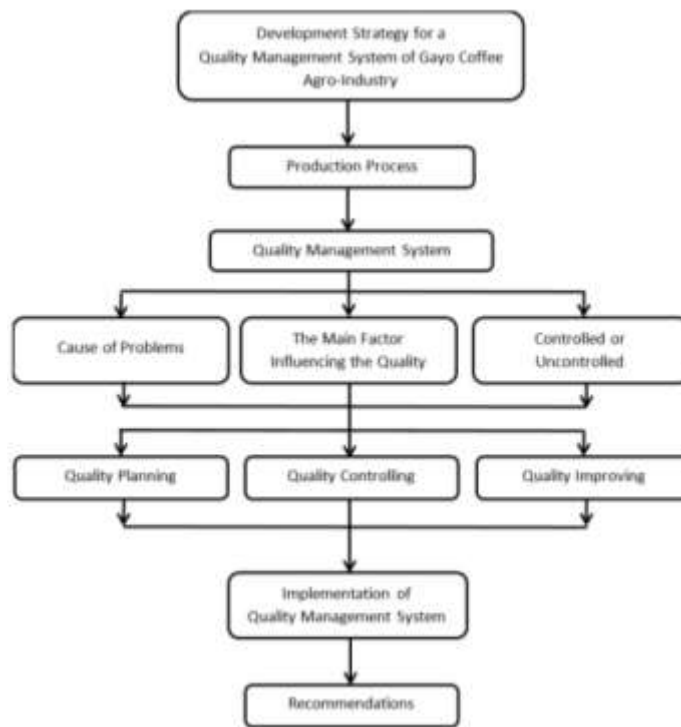 Development Strategy for a
Quality Management System of Gayo Coffee
Agro-Industry
Production Process
Quality Management System
Cause of Problems
The Main Factor
Influencing the Quality
Controlled or
Uncontrolled
Quality Planning
Quality Controlling
Quality Improving
Implementation of
Quality Management System
Recommendations